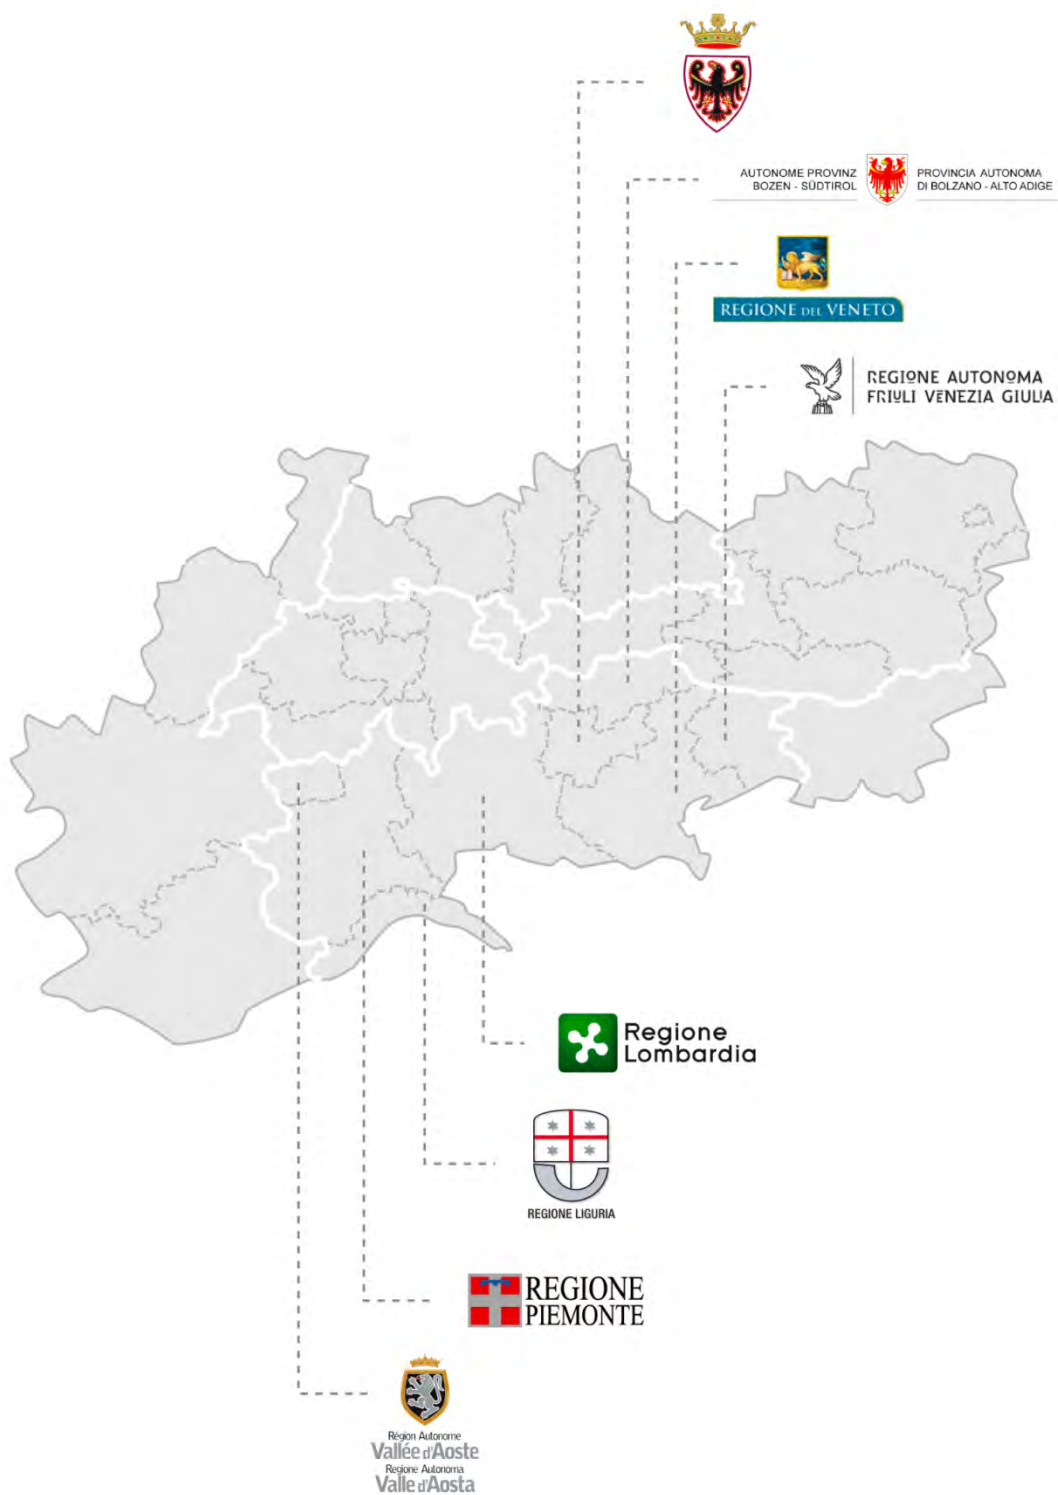 AUTONOME PROVINZ
BOZEN - SÜDTIROL
PROVINCIA AUTONOMA
DI BOLZANO - ALTO ADIGE
REGIONE DEL VENETO
REGIONE AUTONOMA
FRIULI VENEZIA GIULIA
Regione
Lombardia
REGIONE LIGURIA
REGIONE
PIEMONTE
Région Autonome
Vallée d'Aoste
Regione Autonoma
Valle d'Aosta